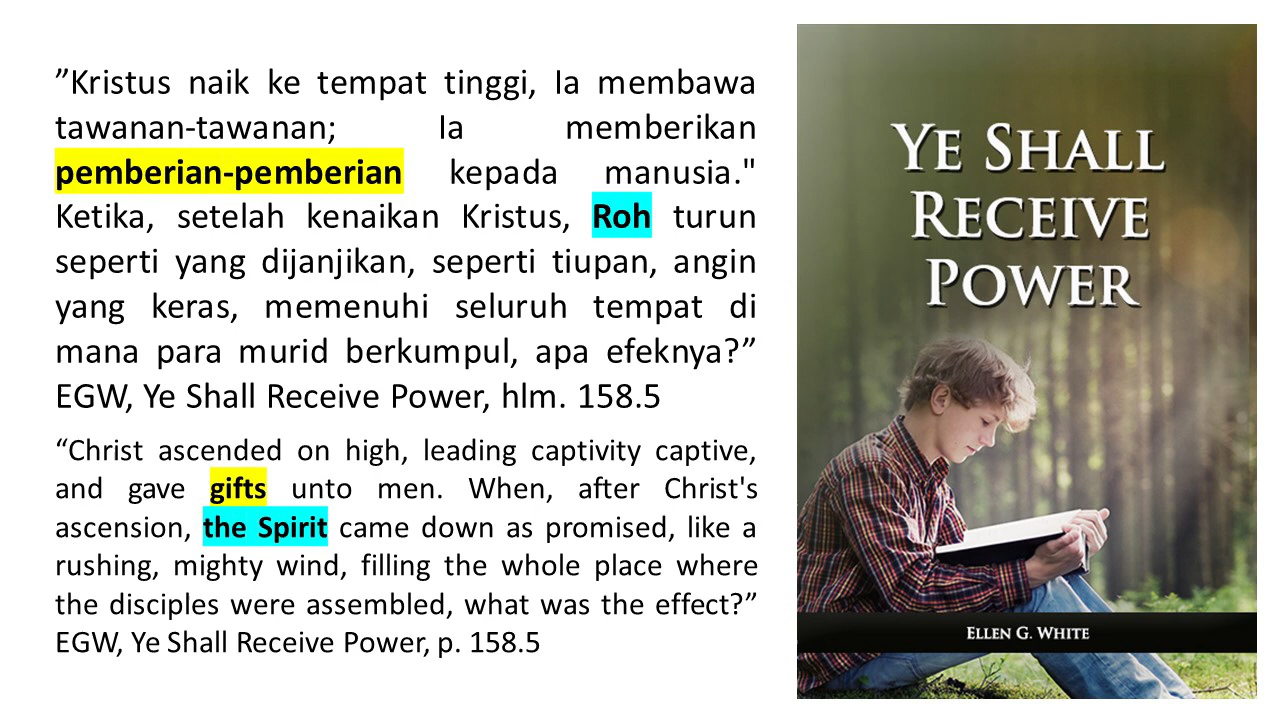 ”Kristus naik ke tempat tinggi, Ia membawa
tawanan-tawanan; Ia memberikan
pemberian-pemberian kepada manusia."
Ketika, setelah kenaikan Kristus, Roh turun
seperti yang dijanjikan, seperti tiupan, angin
yang keras, memenuhi seluruh tempat di
mana para murid berkumpul, apa efeknya?”
EGW, Ye Shall Receive Power, hlm. 158.5
“Christ ascended on high, leading captivity captive,
and gave gifts unto men. When, after Christ's
ascension, the Spirit came down as promised, like a
rushing, mighty wind, filling the whole place where
the disciples were assembled, what was the effect?”
EGW, Ye Shall Receive Power, p. 158.5
YE SHALL
RECEIVE
POWER
ELLEN G. WHITE